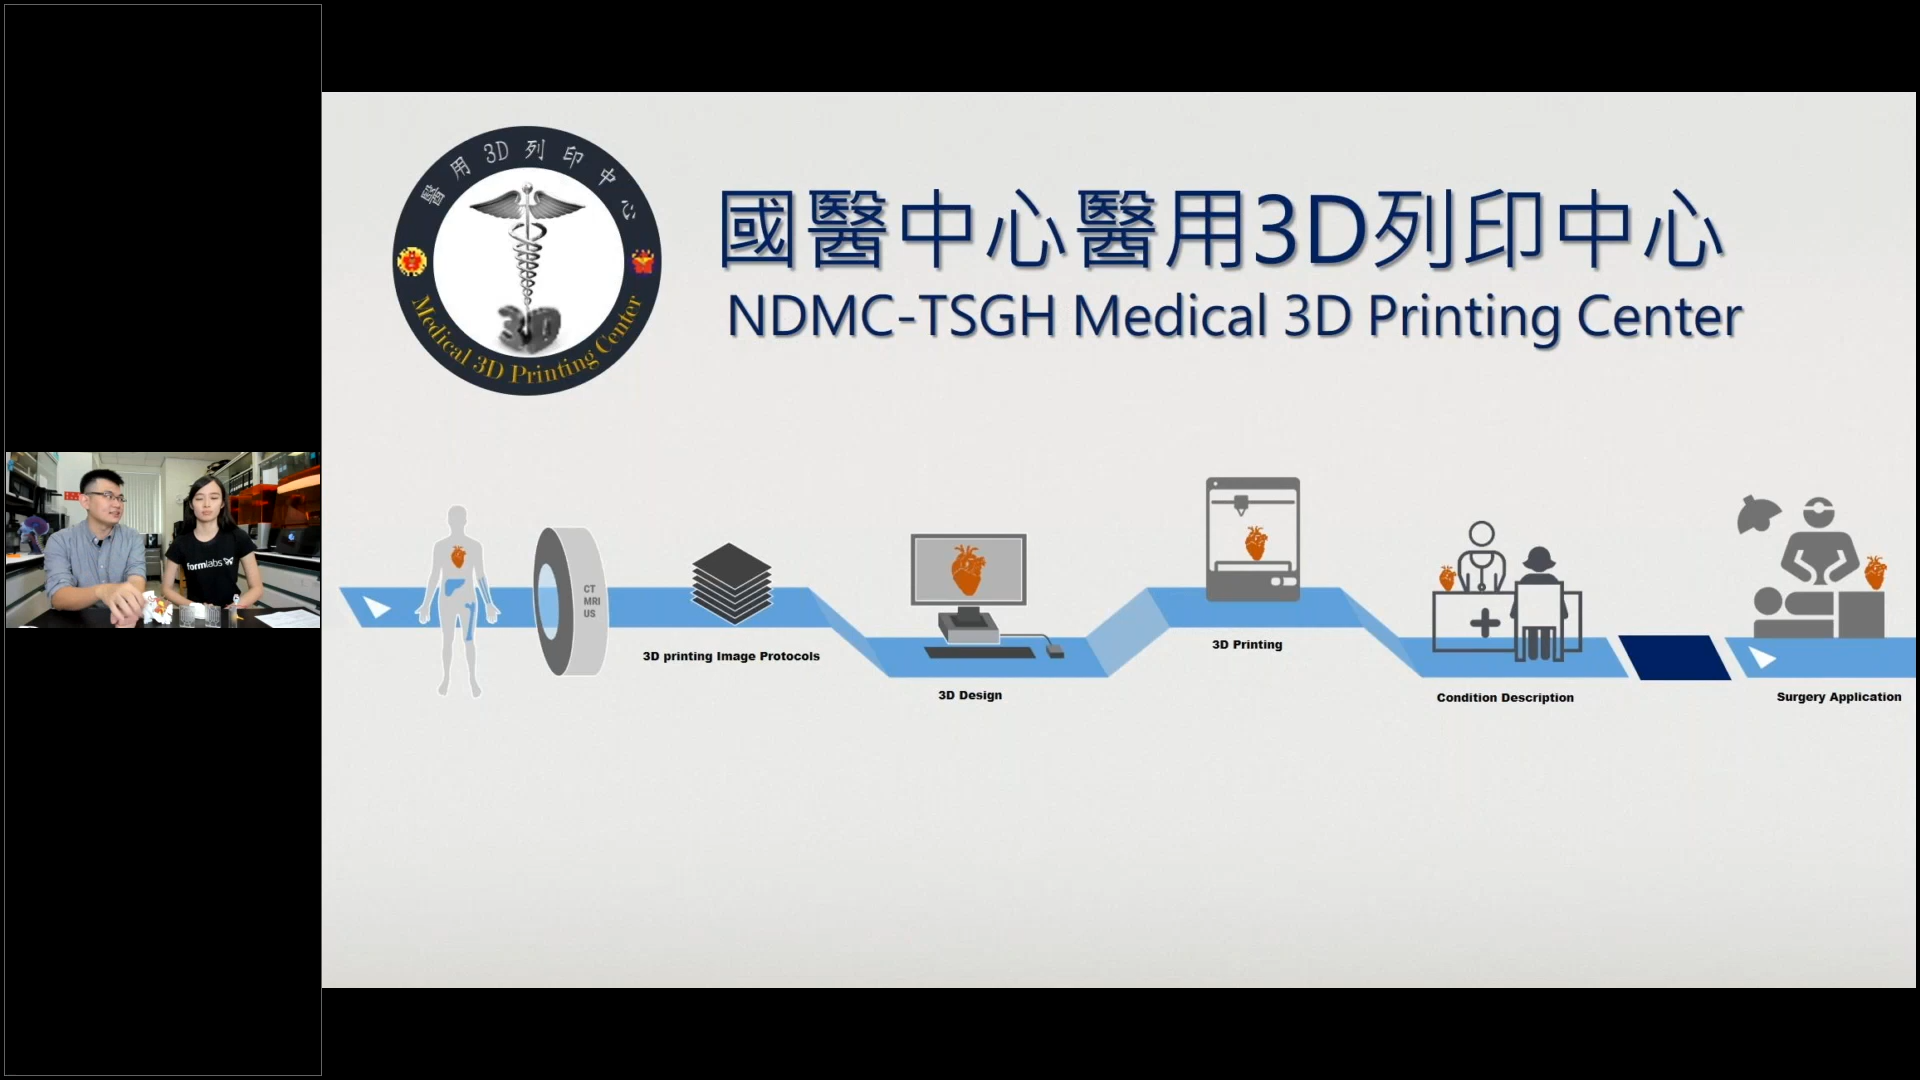 醫用3D列印中心
Medical 3D Printing Center
國醫中心醫用3D列印中心
NDMC-TSGH Medical 3D Printing Center
CT
MRI
US
3D printing Image Protocols
3D Design
3D Printing
Condition Description
Surgery Application
formlabs